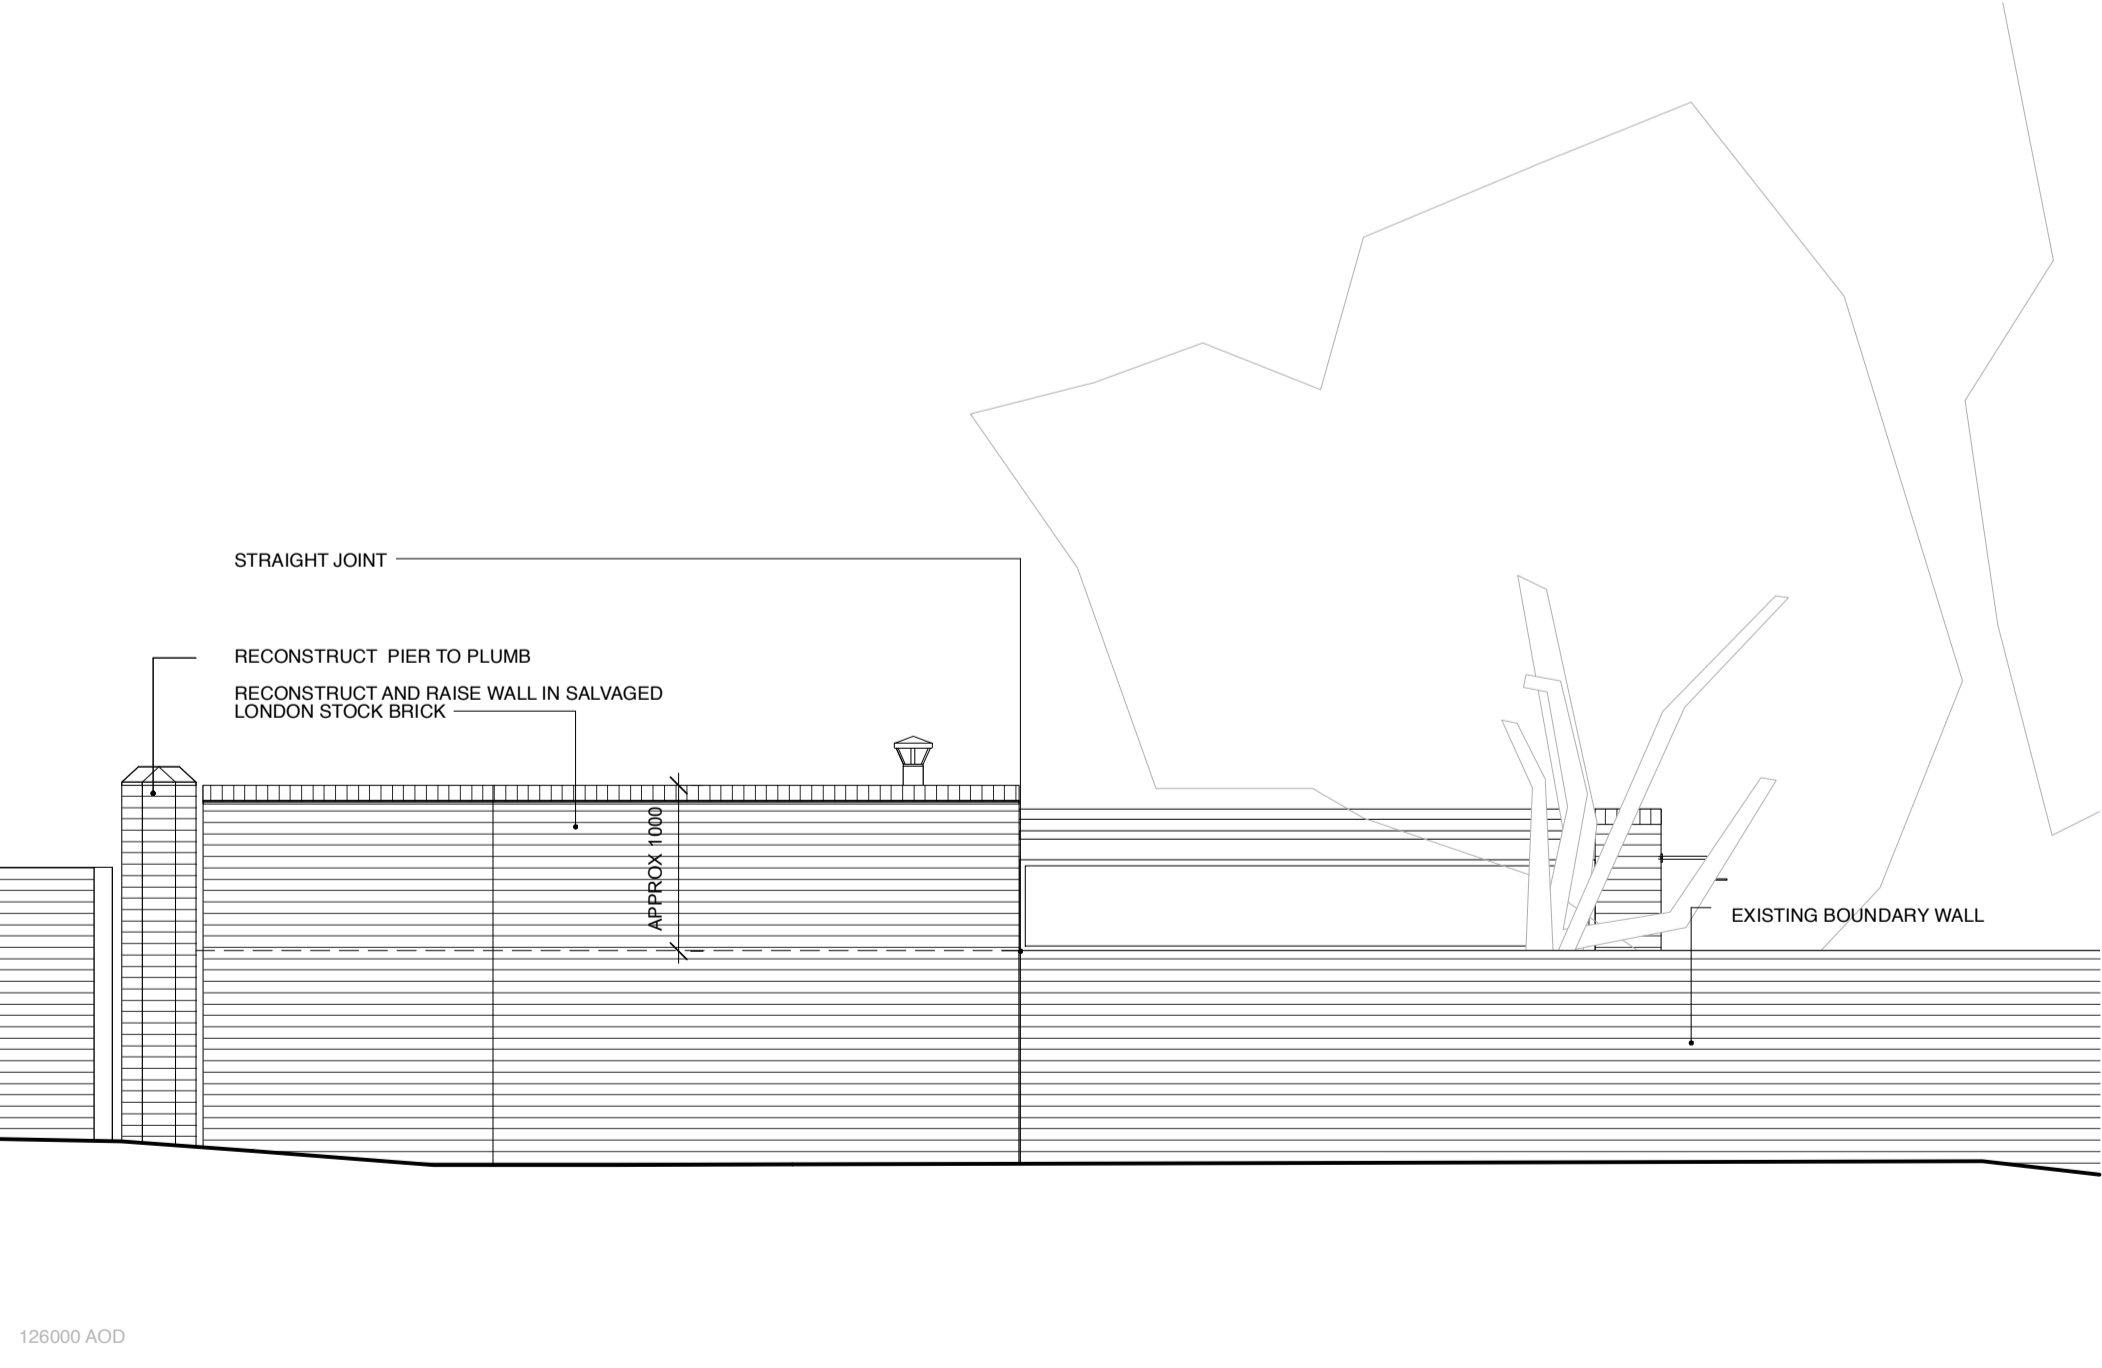 STRAIGHT JOINT
RECONSTRUCT PIER TO PLUMB
RECONSTRUCT AND RAISE WALL IN SALVAGED
LONDON STOCK BRICK
APPROX 1000
EXISTING BOUNDARY WALL
126000 AOD